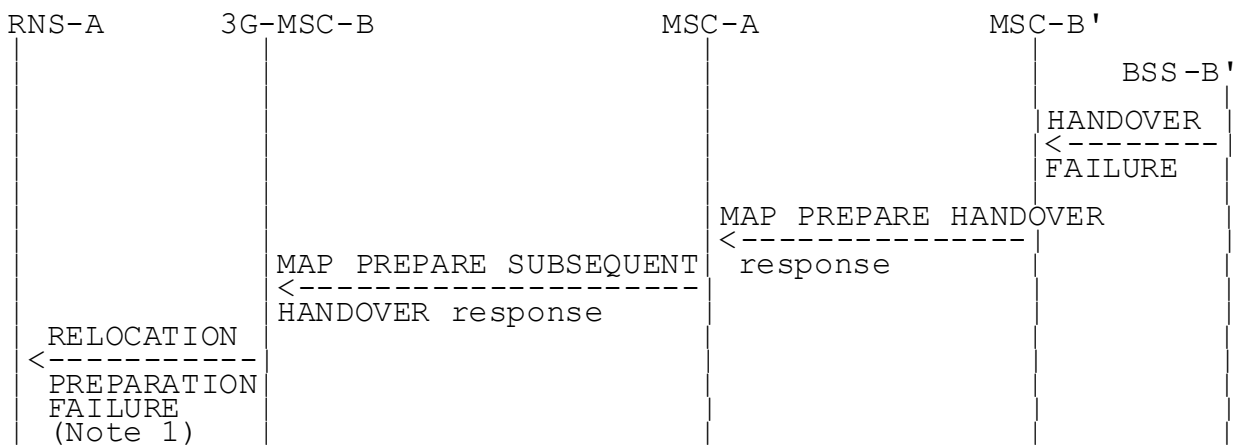 RNS-A 3G-MSC-B MSC-A MSC-B'
BSS-B'
HANDOVER
FAILURE
MAP PREPARE HANDOVER
response
MAP PREPARE SUBSEQUENT
HANDOVER response
RELOCATION
PREPARATION
FAILURE
(Note 1)